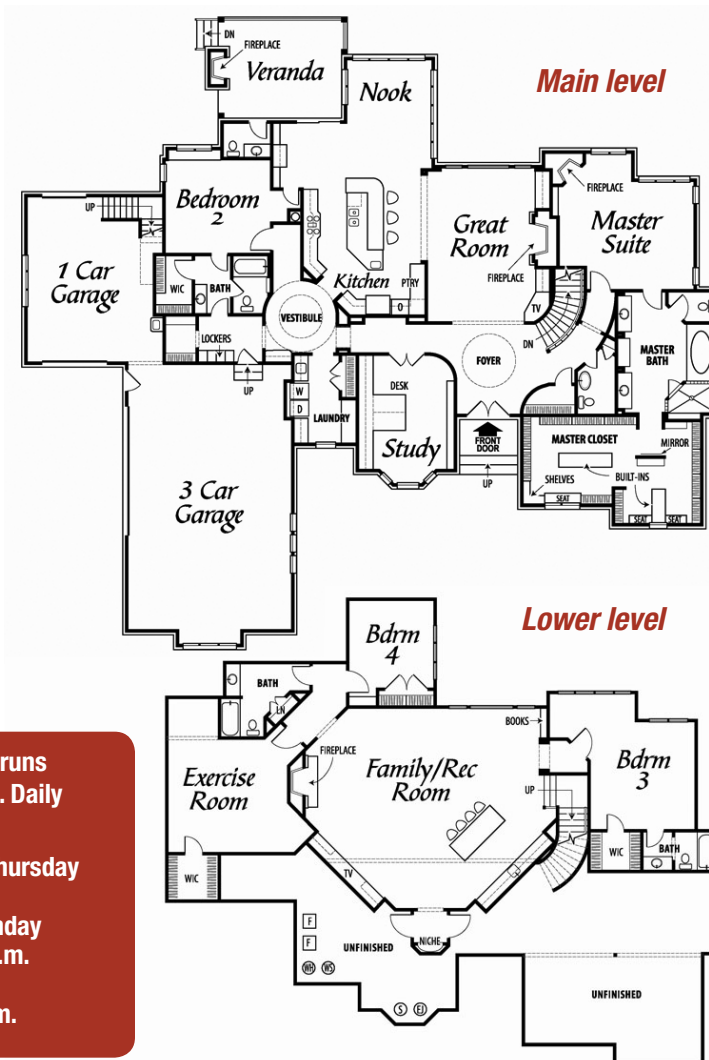 Main level
DN
FIREPLACE
Veranda
Nook
Bedroom
2
UP
1 Car
Garage
WIC
BATH
LOCKERS
UP
VESTIBULE
Kitchen
PTRY
O
Great
Room
FIREPLACE
TV
DN
FIREPLACE
Master
Suite
MASTER
BATH
FOYER
W
D
LAUNDRY
DESK
Study
FRONT
DOOR
UP
MASTER CLOSET
MIRROR
BUILT-INS
SHELVES
SEAT
SEAT
SEAT
3 Car
Garage
Lower level
Bdrm
4
BATH
LN
BOOKS
FIREPLACE
Exercise
Room
Family/Rec
Room
UP
Bdrm
3
WIC
TV
WIC
BATH
F
F
UNFINISHED
NICHE
WH
WS
S
EJ
UNFINISHED
runs
. Daily
hursday
nday
.m.
m.